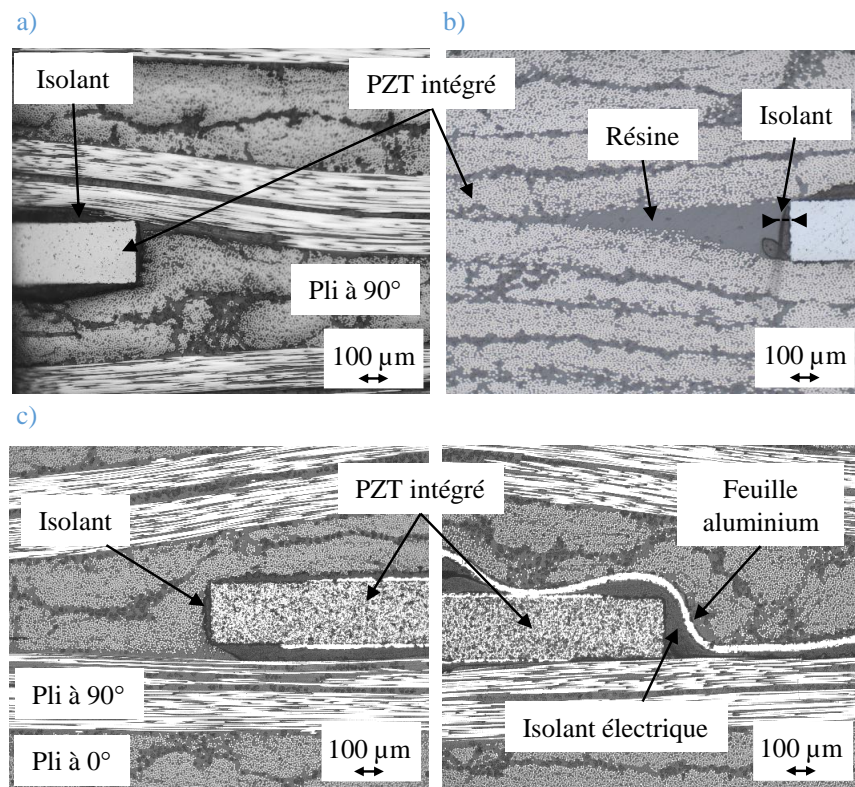 a)
b)
Isolant
PZT intégré
Isolant
Résine
Pli à 90°
100 µm
100 µm
c)
PZT intégré
Feuille
aluminium
Isolant
Pli à 90°
Isolant électrique
Pli à 0°
100 µm
100 µm